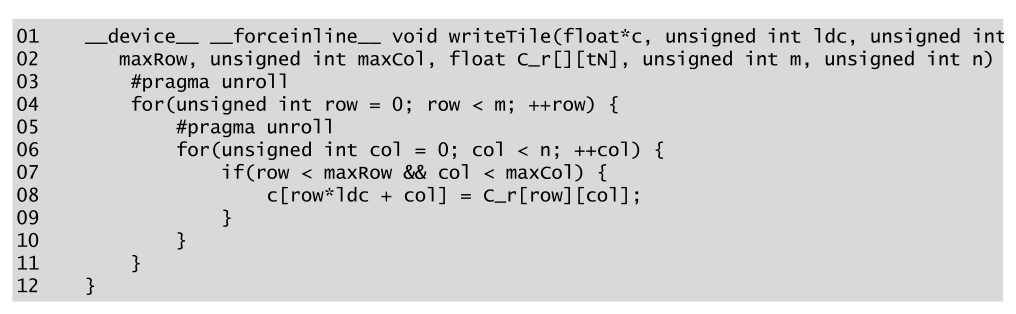 01 __device__ __forceinline__ void writeTile(float*c, unsigned int ldc, unsigned int
02 maxRow, unsigned int maxCol, float C_r[][tN], unsigned int m, unsigned int n)
03 #pragma unroll
04 for(unsigned int row = 0; row < m; ++row) {
05 #pragma unroll
06 for(unsigned int col = 0; col < n; ++col) {
07 if(row < maxRow && col < maxCol) {
08 c[row*ldc + col] = C_r[row][col];
09 }
10 }
11 }
12 }